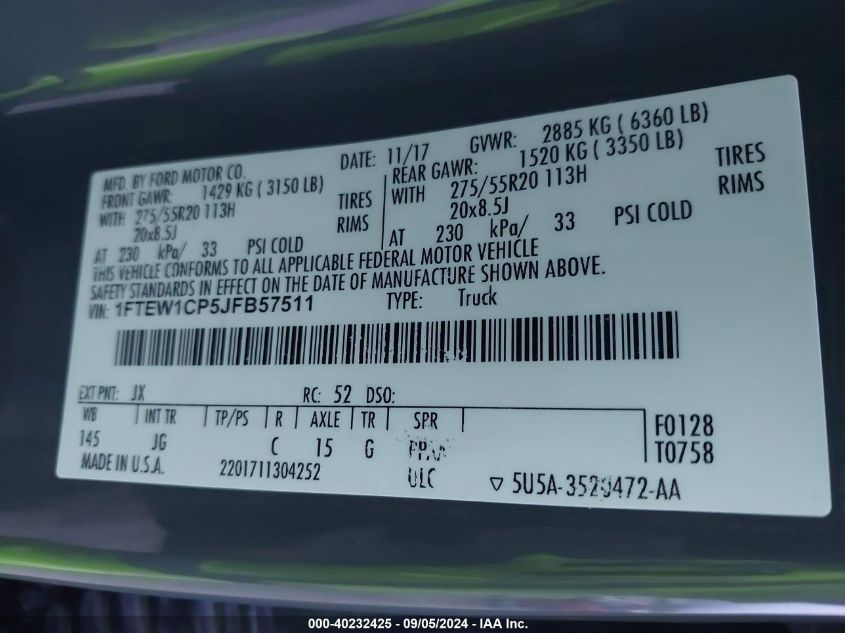 MFD. BY FORD MOTOR CO.
DATE: 11/17 GVWR: 2885 KG ( 6360 LB)
FRONT GAWR: 1429 KG ( 3150 LB)
WITH 275/55R20 113H TIRES
20x8.5J RIMS
AT 230 kPa/ 33 PSI COLD
REAR GAWR: 1520 KG ( 3350 LB)
WITH 275/55R20 113H TIRES
20x8.5J RIMS
AT 230 kPa/ 33 PSI COLD
THIS VEHICLE CONFORMS TO ALL APPLICABLE FEDERAL MOTOR VEHICLE
SAFETY STANDARDS IN EFFECT ON THE DATE OF MANUFACTURE SHOWN ABOVE.
VIN: 1FTEW1CP5JFB57511 TYPE: Truck
EXT PNT: JX RC: 52 DSO:
WB INT TR TP/PS R AXLE TR SPR
145 JG C 15 G
F0128
T0758
MADE IN U.S.A. 2201711304252 ULC ▽ 5U5A-3520472-AA
000-40232425 - 09/05/2024 - IAA Inc.